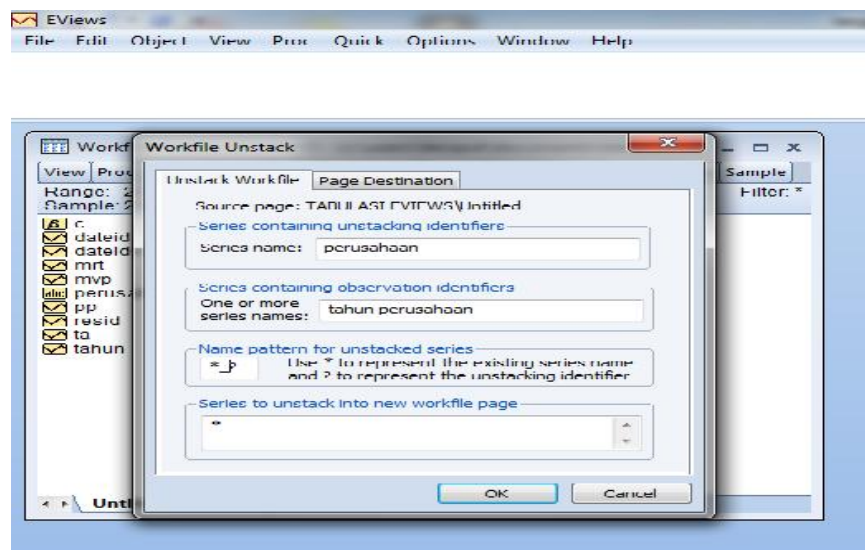 EViews
File Edit Object View Proc Quick Options Window Help
Workf
Workfile Unstack
View Proc
Sample
Range: 2
Filter: *
Sample: 2
c
dateid
dateid
mrt
mvp
perusa
pp
resid
ta
tahun
Unstack Workfile
Page Destination
Source page: TABULASI EVIEWS\Untitled
Series containing unstacking identifiers
Series name: perusahaan
Series containing observation identifiers
One or more
series names: tahun perusahaan
Name pattern for unstacked series
*_?
Use * to represent the existing series name
and ? to represent the unstacking identifier
Series to unstack into new workfile page
*
OK
Cancel
Unti